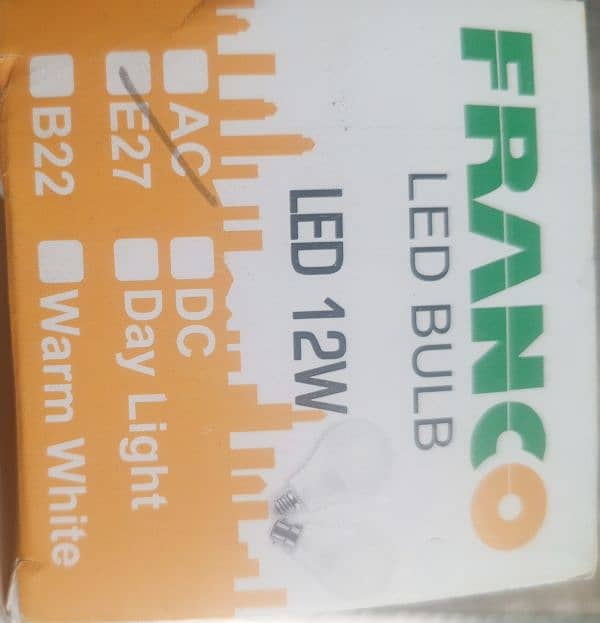 FRANCO
LED BULB
LED 12W
AC DC
E27 Day Light
B22 Warm White